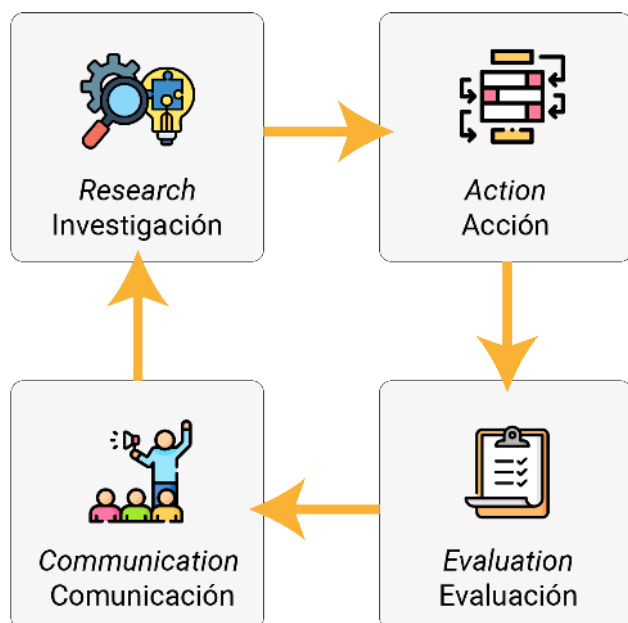 Research
Investigación
Action
Acción
Communication
Comunicación
Evaluation
Evaluación